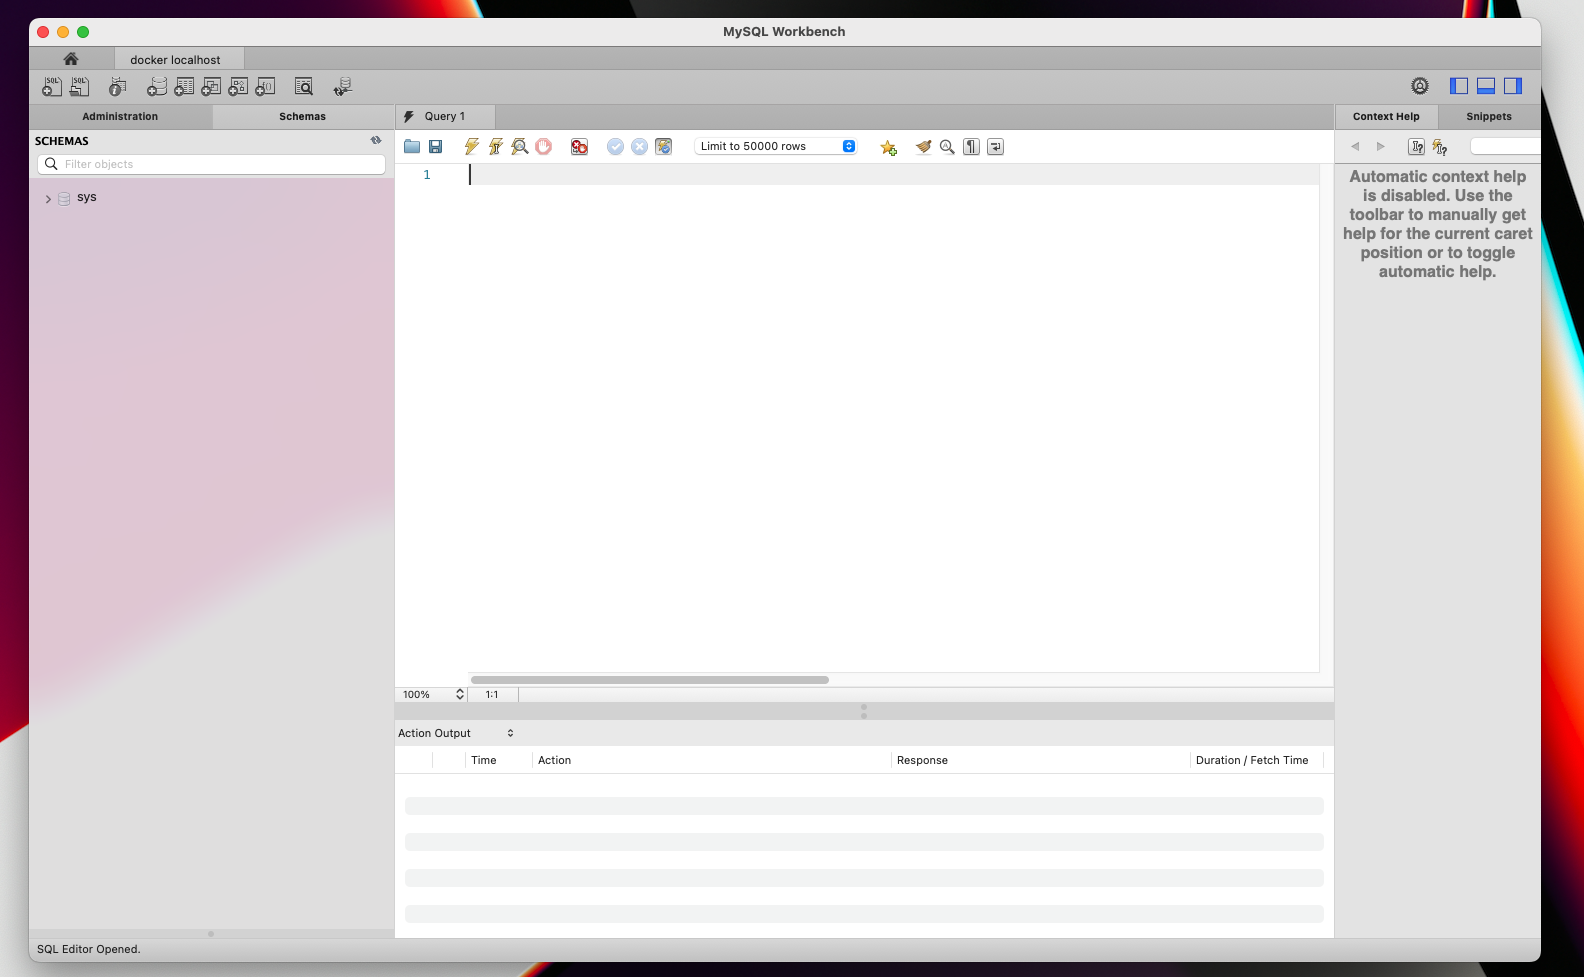 MySQL Workbench
docker localhost
Administration
Schemas
Query 1
Context Help
Snippets
SCHEMAS
Filter objects
Limit to 50000 rows
1
sys
Automatic context help
is disabled. Use the
toolbar to manually get
help for the current caret
position or to toggle
automatic help.
100%
1:1
Action Output
Time
Action
Response
Duration / Fetch Time
SQL Editor Opened.